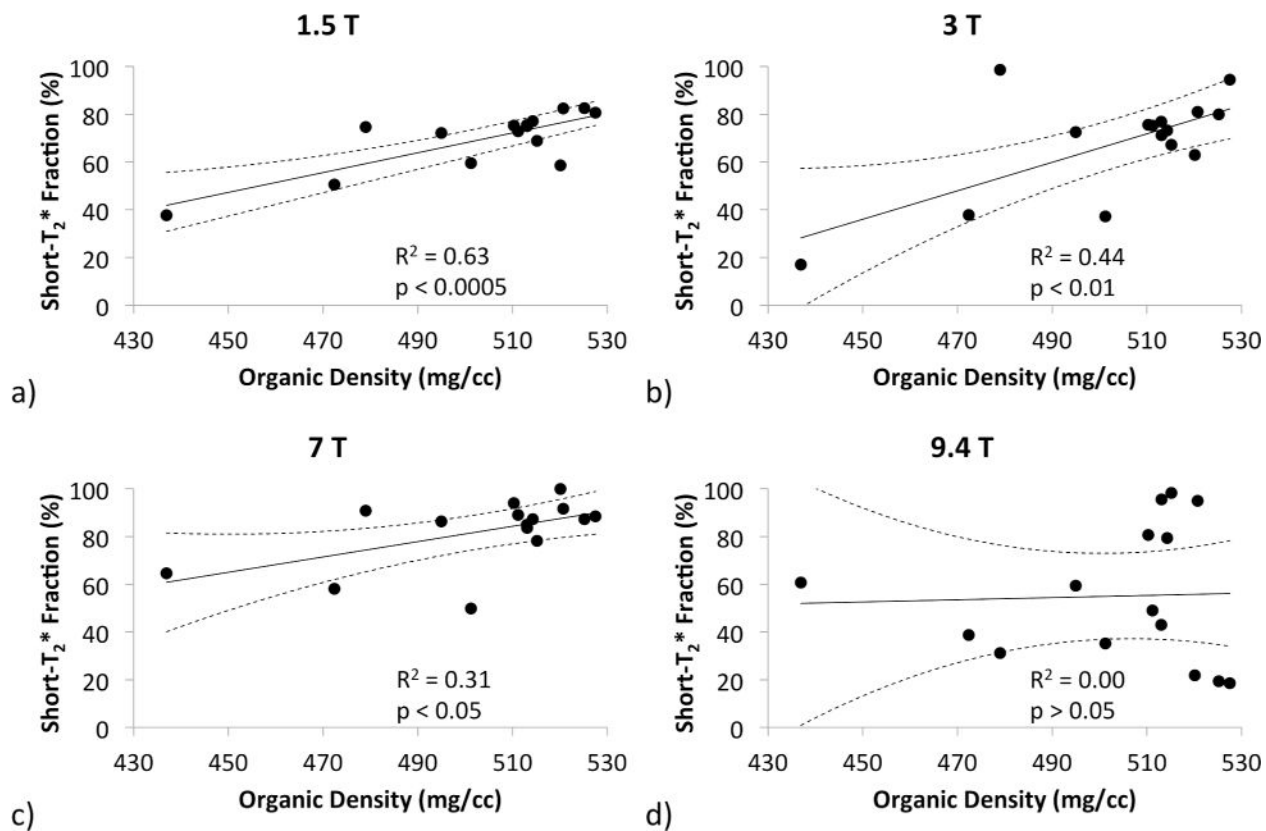 1.5 T
Short-T2* Fraction (%)
100
80
60
40
20
0
R2 = 0.63
p < 0.0005
430 450 470 490 510 530
Organic Density (mg/cc)
a)
3 T
Short-T2* Fraction (%)
100
80
60
40
20
0
R2 = 0.44
p < 0.01
430 450 470 490 510 530
Organic Density (mg/cc)
b)
7 T
Short-T2* Fraction (%)
100
80
60
40
20
0
R2 = 0.31
p < 0.05
430 450 470 490 510 530
Organic Density (mg/cc)
c)
9.4 T
Short-T2* Fraction (%)
100
80
60
40
20
0
R2 = 0.00
p > 0.05
430 450 470 490 510 530
Organic Density (mg/cc)
d)